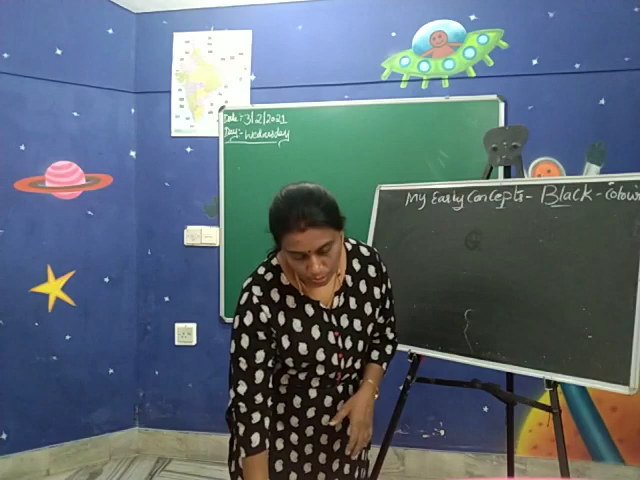 Date:- 3/2/2021
Day:- Wednesday
My Early Concepts- Black - Colour